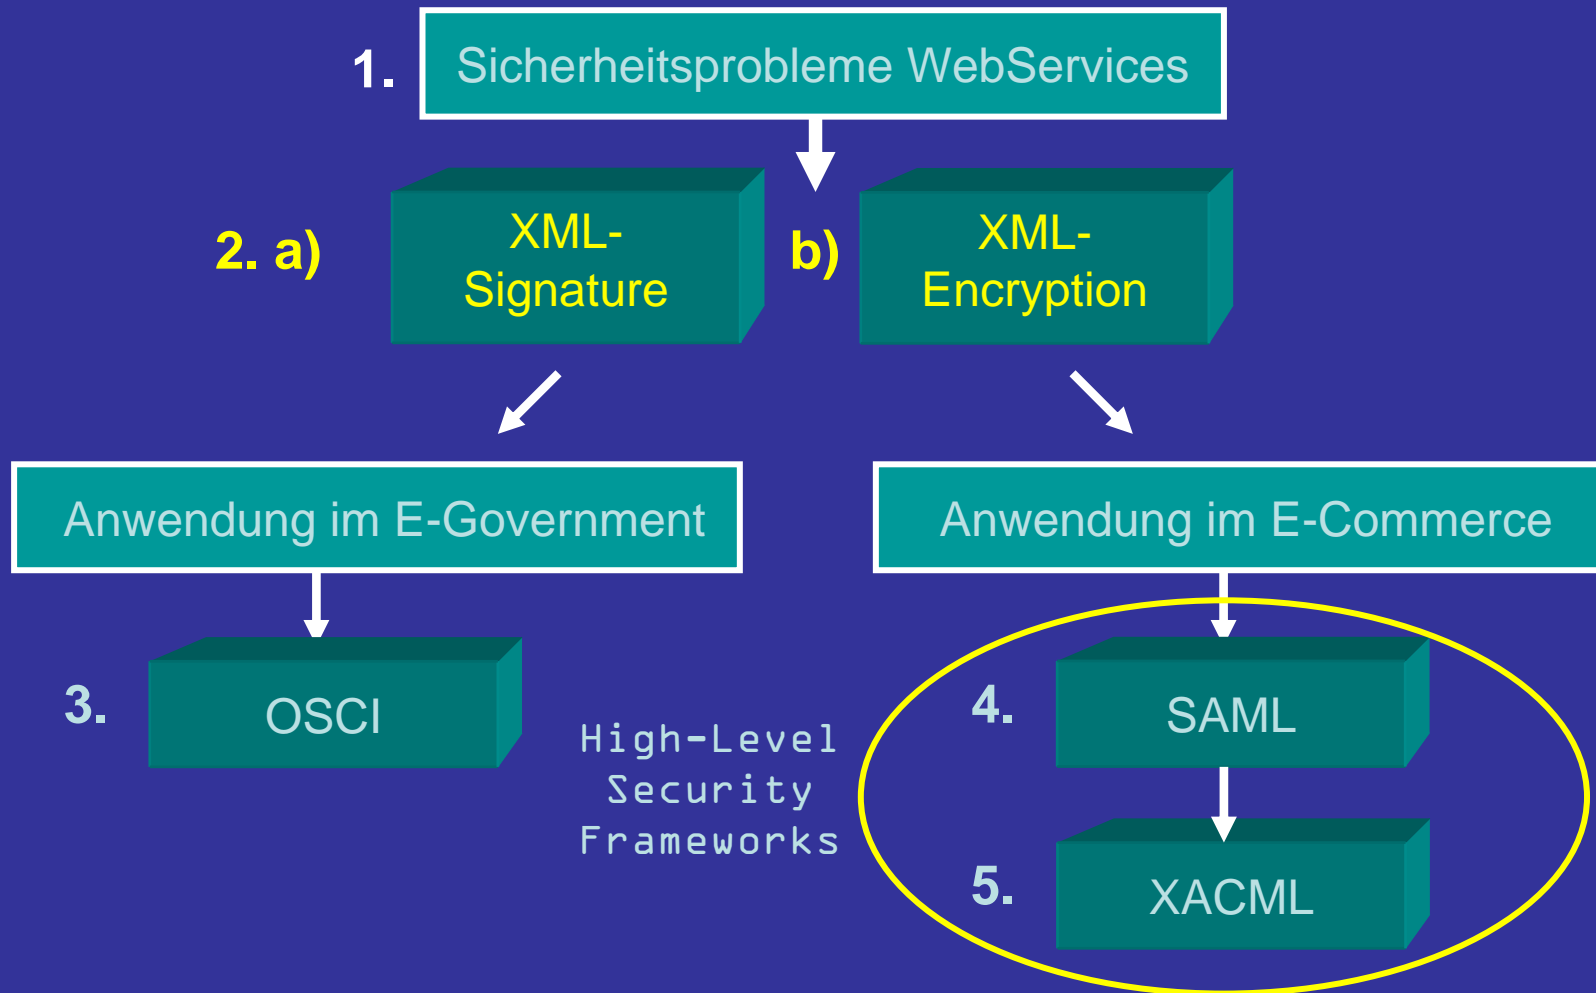 1. Sicherheitsprobleme WebServices
2. a) XML-
Signature
b) XML-
Encryption
Anwendung im E-Government
Anwendung im E-Commerce
3. OSCI
High-Level
Security
Frameworks
4. SAML
5. XACML